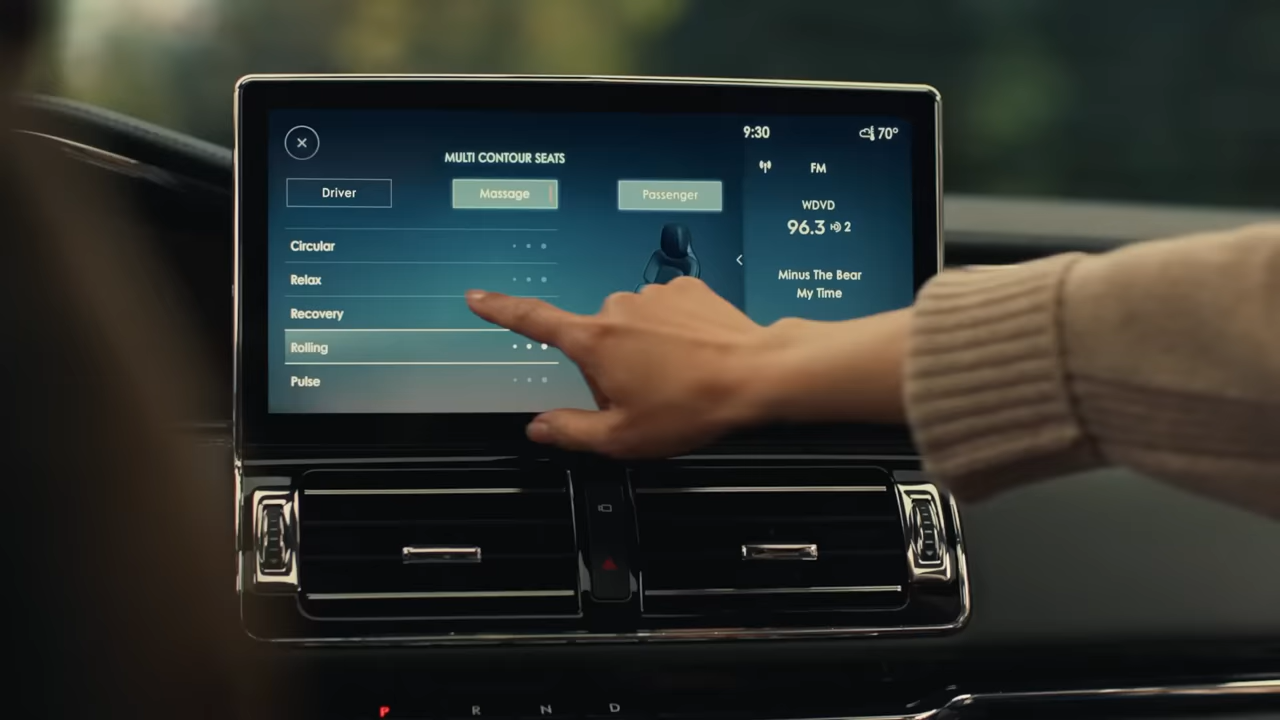 9:30
70°
MULTI CONTOUR SEATS
Driver
Massage
Passenger
Circular
Relax
Recovery
Rolling
Pulse
FM
WDVD
96.3 2
Minus The Bear
My Time
P R N D